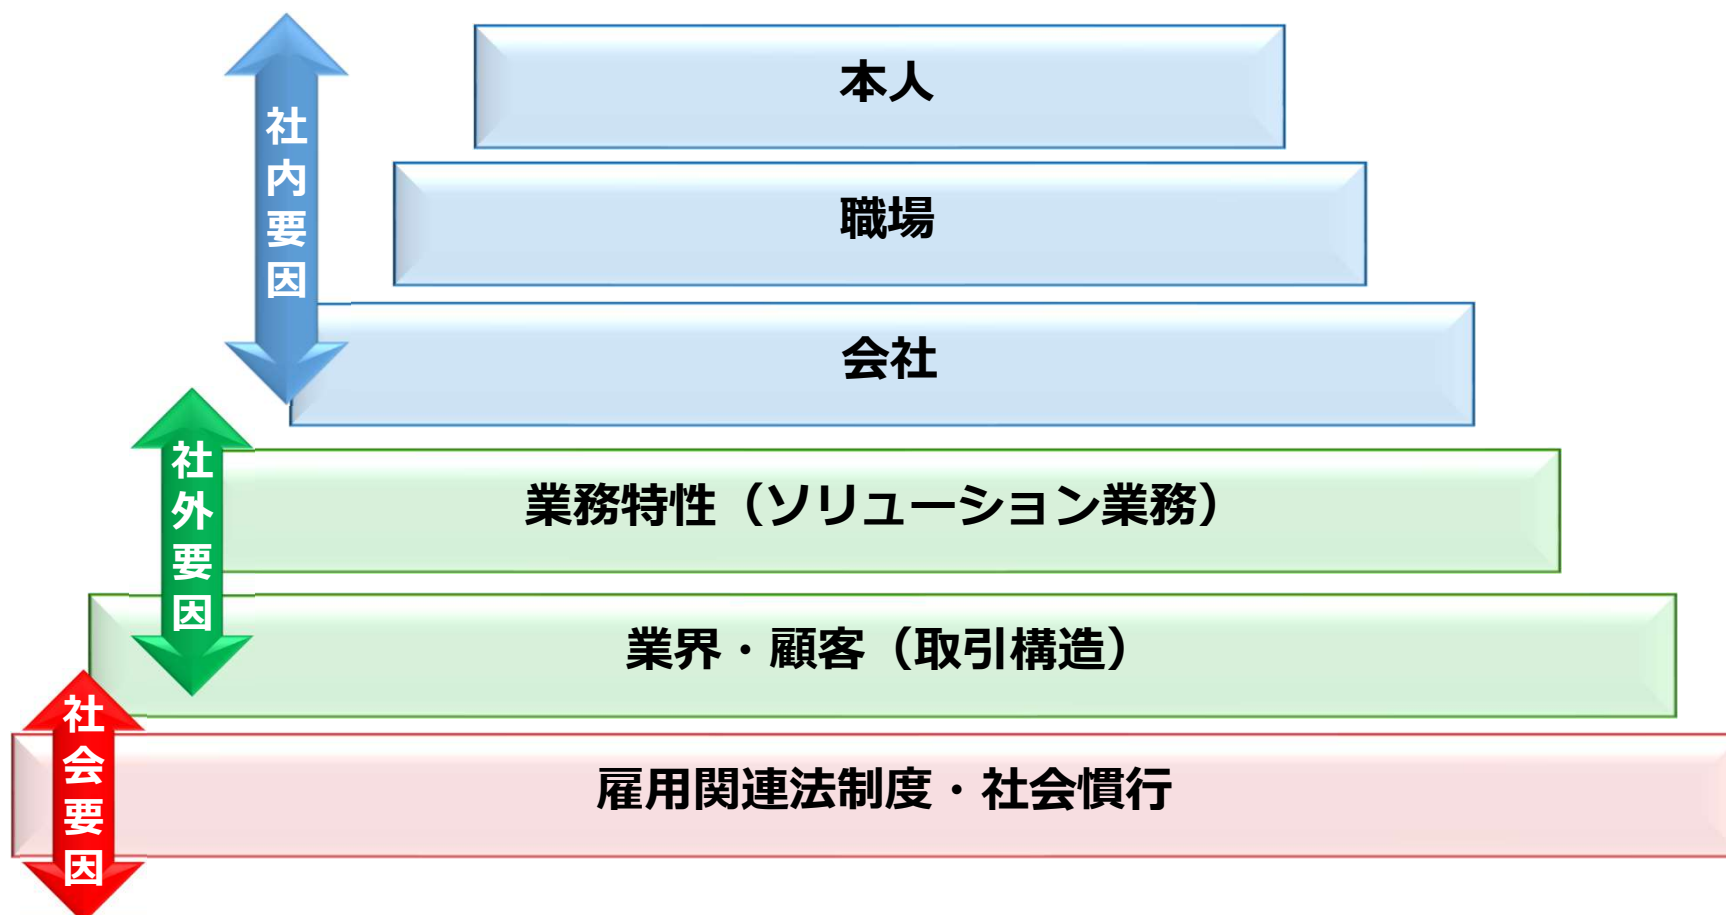 社内要因
本人
職場
会社
社外要因
業務特性（ソリューション業務）
業界・顧客（取引構造）
社会要因
雇用関連法制度・社会慣行